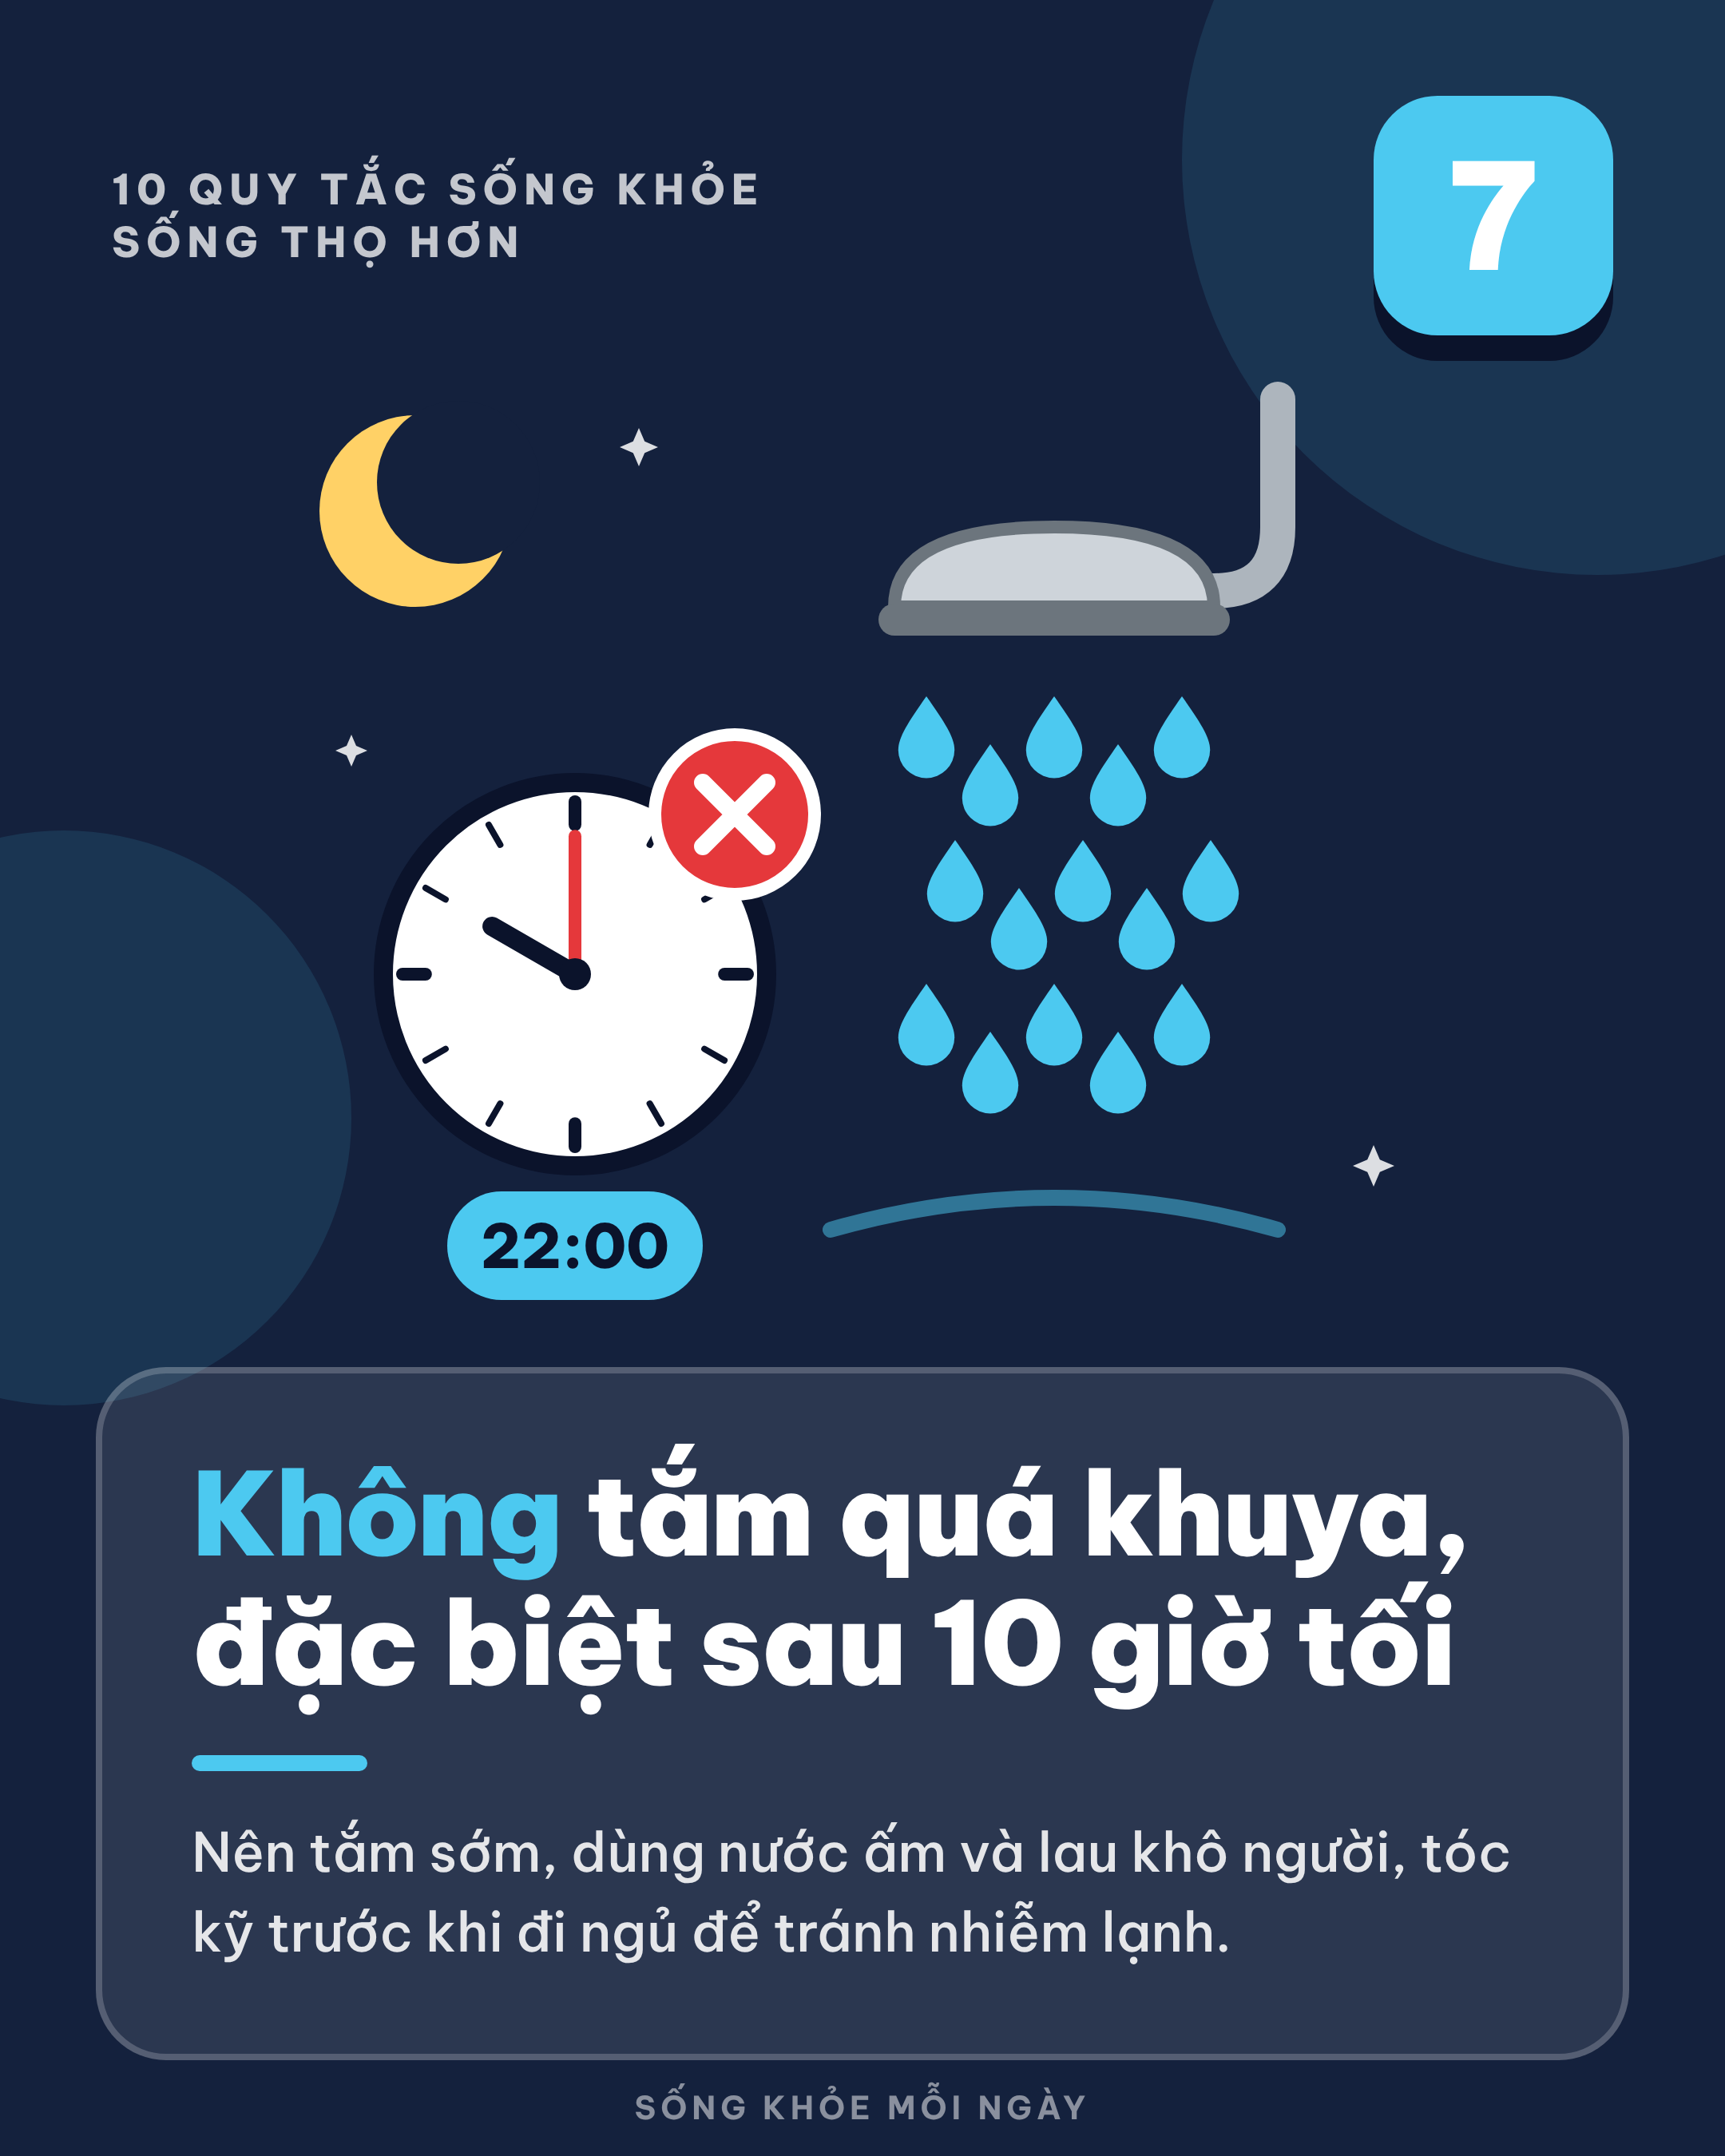 10 QUY TẮC SỐNG KHỎE
SỐNG THỌ HƠN
7
22:00
Không tắm quá khuya,
đặc biệt sau 10 giờ tối
Nên tắm sớm, dùng nước ấm và lau khô người, tóc
kỹ trước khi đi ngủ để tránh nhiễm lạnh.
SỐNG KHỎE MỖI NGÀY